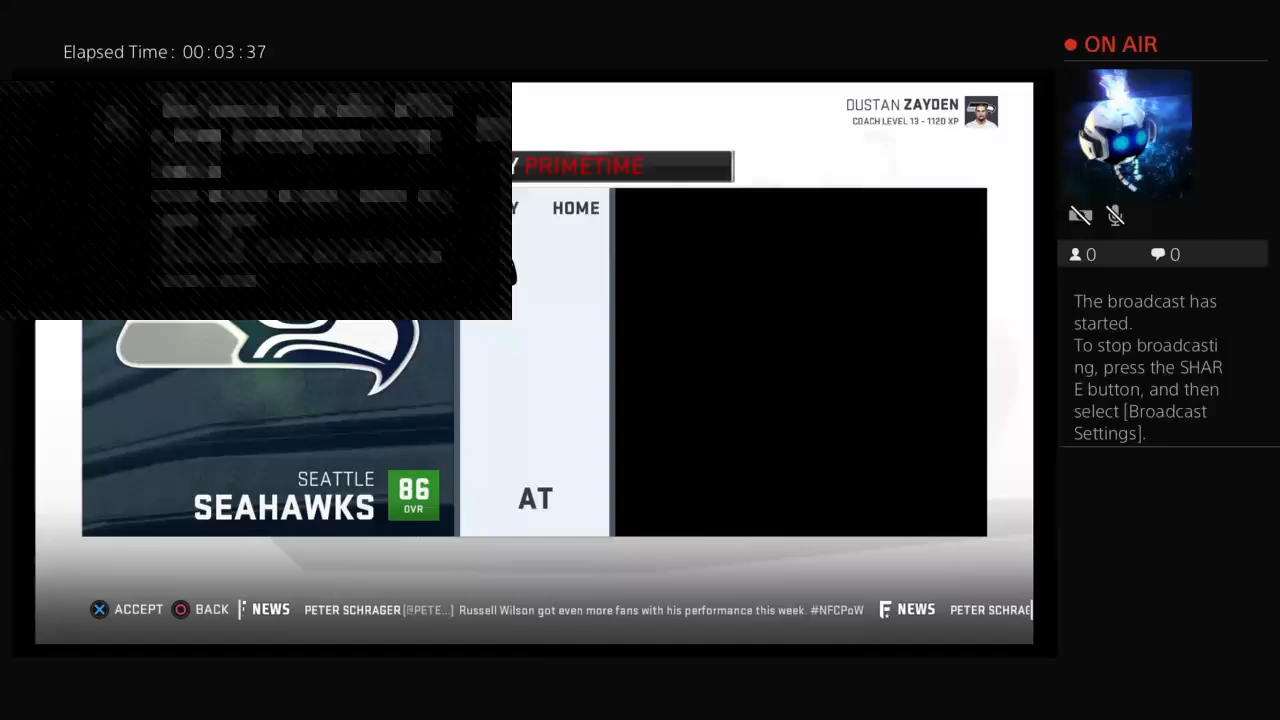 Elapsed Time: 00:03:37
ON AIR
DUSTAN ZAYDEN
COACH LEVEL 13 - 1120 XP
Y PRIMETIME
Y HOME
0 0
The broadcast has
started.
To stop broadcasti
ng, press the SHAR
E button, and then
select [Broadcast
Settings].
SEATTLE
SEAHAWKS
86
OVR
AT
ACCEPT BACK NEWS PETER SCHRAGER [@PETE...] Russell Wilson got even more fans with his performance this week. #NFCPoW NEWS PETER SCHRAG